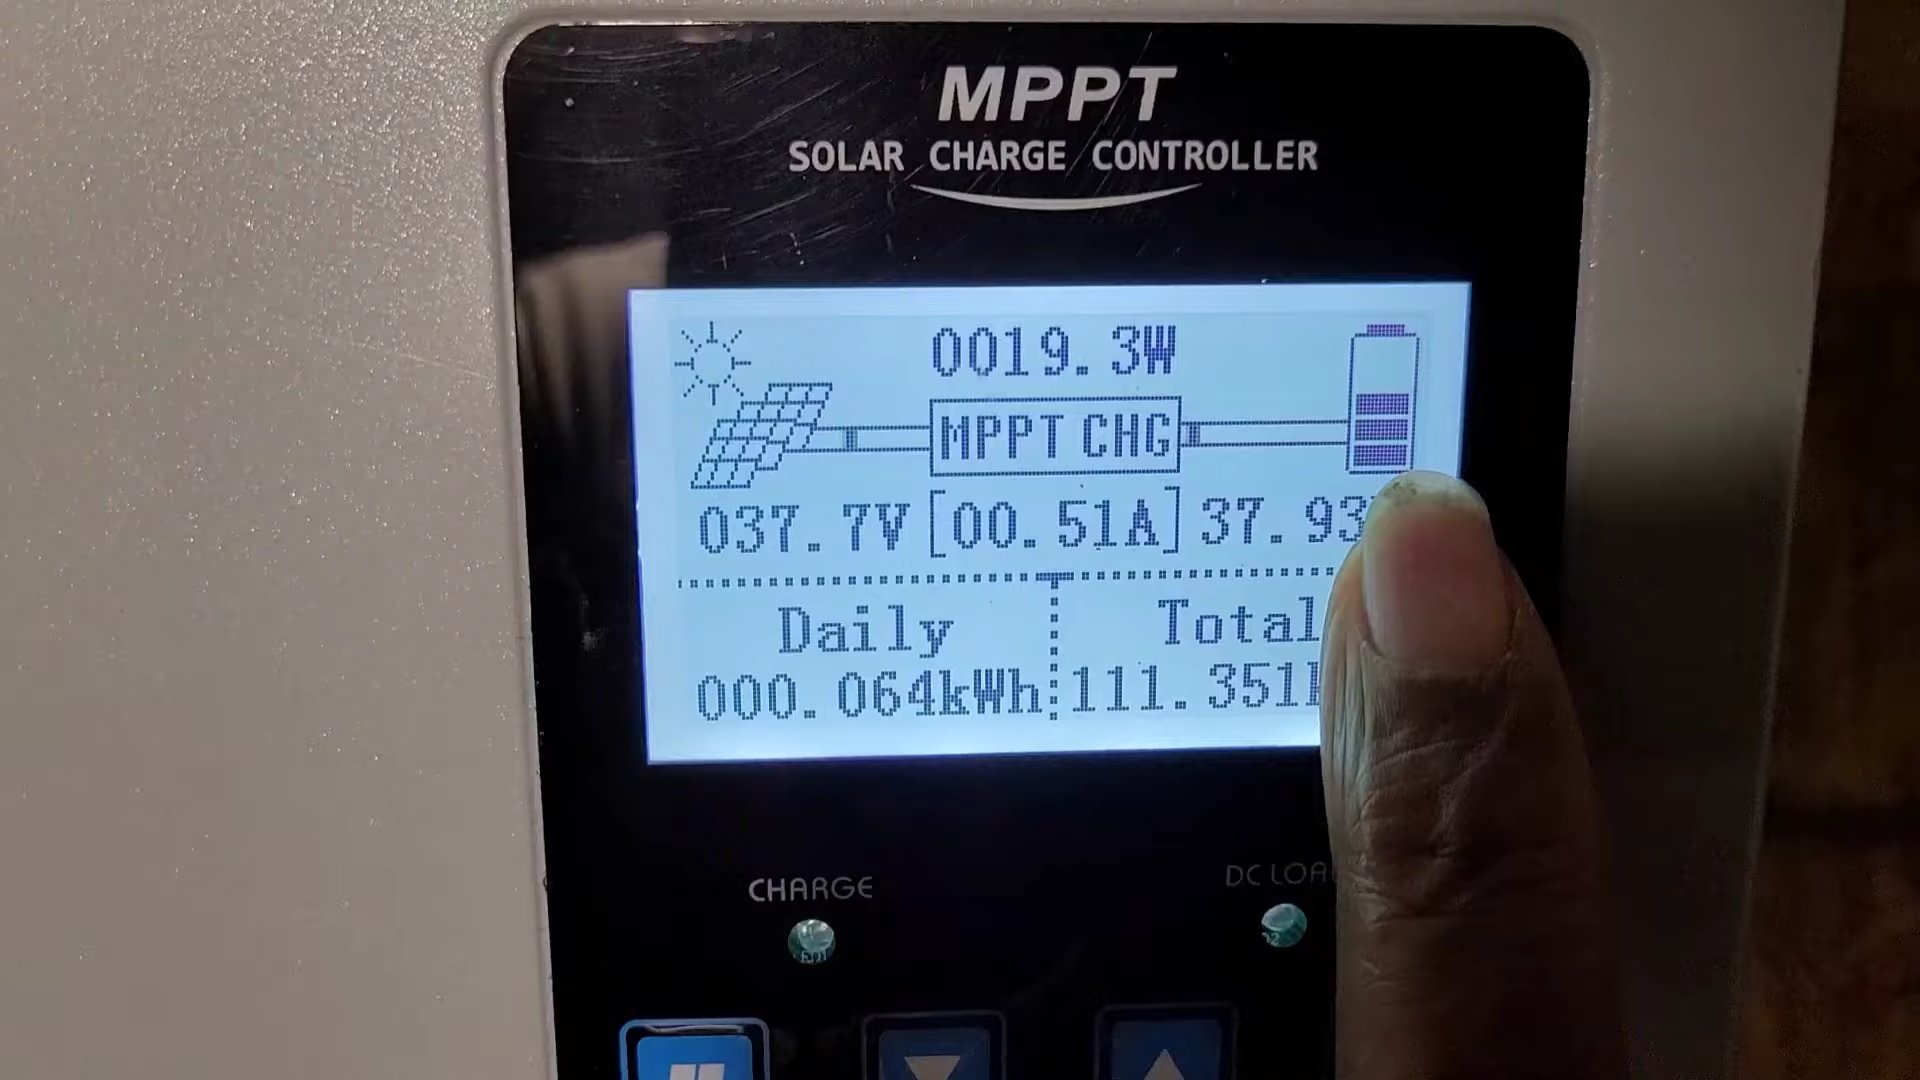 MPPT
SOLAR CHARGE CONTROLLER
0019.3W
MPPT CHG
037.7V [00.51A] 37.93
Daily Total
000.064kWh 111.351
CHARGE DC LOA